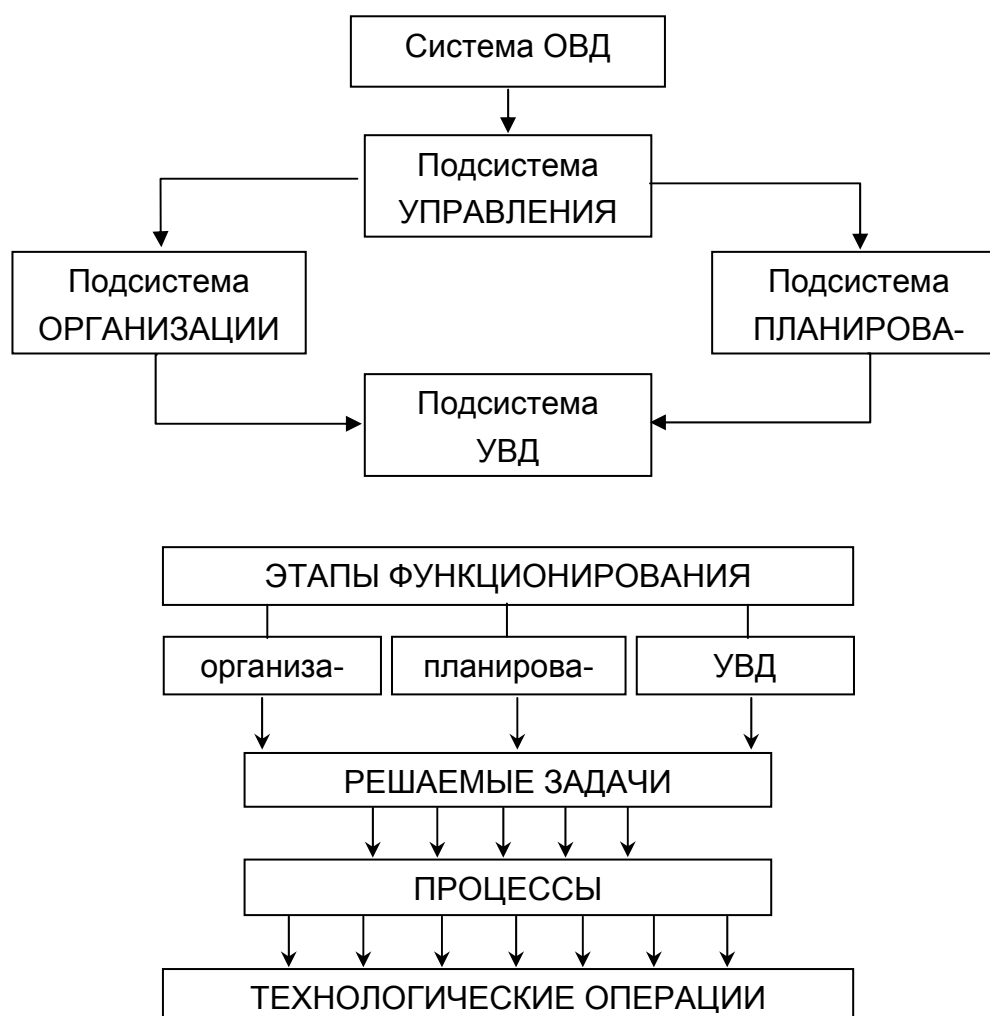 Система ОВД
Подсистема
УПРАВЛЕНИЯ
Подсистема
ОРГАНИЗАЦИИ
Подсистема
ПЛАНИРОВА-
Подсистема
УВД
ЭТАПЫ ФУНКЦИОНИРОВАНИЯ
организа-
планирова-
УВД
РЕШАЕМЫЕ ЗАДАЧИ
ПРОЦЕССЫ
ТЕХНОЛОГИЧЕСКИЕ ОПЕРАЦИИ